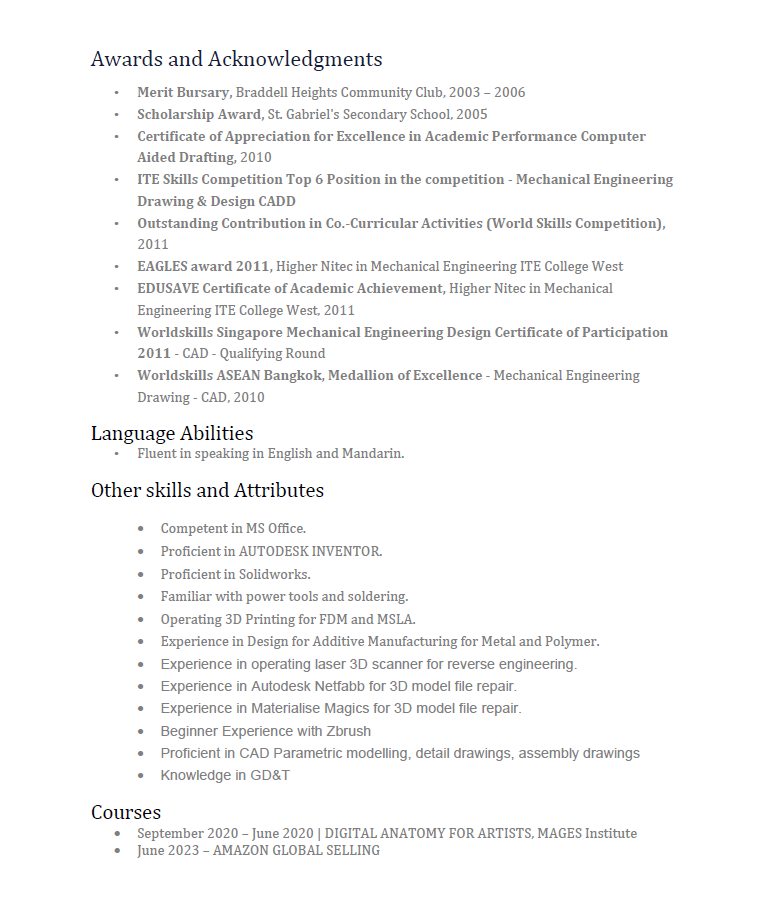 Awards and Acknowledgments
▪ Merit Bursary, Braddell Heights Community Club, 2003 – 2006
▪ Scholarship Award, St. Gabriel's Secondary School, 2005
▪ Certificate of Appreciation for Excellence in Academic Performance Computer
Aided Drafting, 2010
▪ ITE Skills Competition Top 6 Position in the competition - Mechanical Engineering
Drawing & Design CADD
▪ Outstanding Contribution in Co.-Curricular Activities (World Skills Competition),
2011
▪ EAGLES award 2011, Higher Nitec in Mechanical Engineering ITE College West
▪ EDUSAVE Certificate of Academic Achievement, Higher Nitec in Mechanical
Engineering ITE College West, 2011
▪ Worldskills Singapore Mechanical Engineering Design Certificate of Participation
2011 - CAD - Qualifying Round
▪ Worldskills ASEAN Bangkok, Medallion of Excellence - Mechanical Engineering
Drawing - CAD, 2010
Language Abilities
▪ Fluent in speaking in English and Mandarin.
Other skills and Attributes
• Competent in MS Office.
• Proficient in AUTODESK INVENTOR.
• Proficient in Solidworks.
• Familiar with power tools and soldering.
• Operating 3D Printing for FDM and MSLA.
• Experience in Design for Additive Manufacturing for Metal and Polymer.
• Experience in operating laser 3D scanner for reverse engineering.
• Experience in Autodesk Netfabb for 3D model file repair.
• Experience in Materialise Magics for 3D model file repair.
• Beginner Experience with Zbrush
• Proficient in CAD Parametric modelling, detail drawings, assembly drawings
• Knowledge in GD&T
Courses
• September 2020 – June 2020 | DIGITAL ANATOMY FOR ARTISTS, MAGES Institute
• June 2023 – AMAZON GLOBAL SELLING